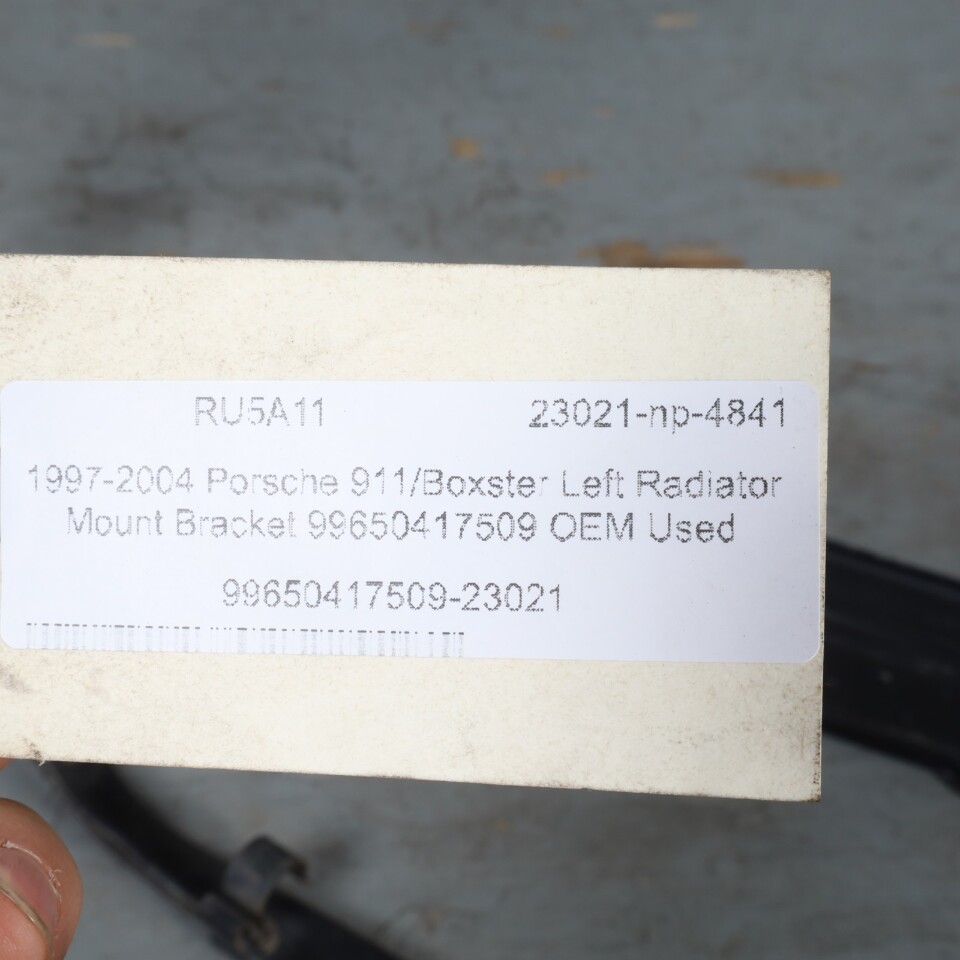 RU5A11 23021-np-4841
1997-2004 Porsche 911/Boxster Left Radiator
Mount Bracket 99650417509 OEM Used
99650417509-23021